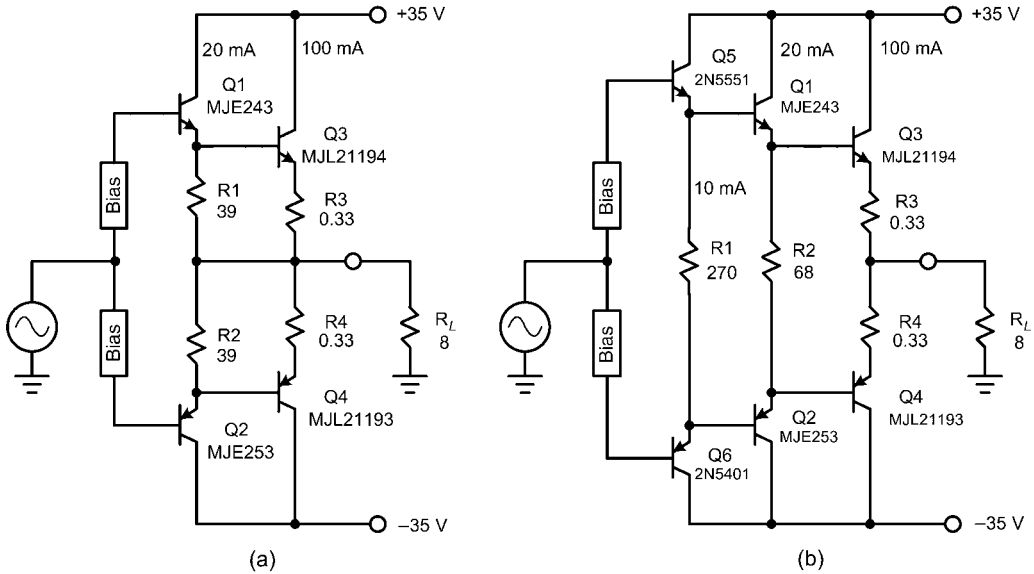 +35 V
20 mA
100 mA
Q1
MJE243
Q3
MJL21194
Bias
R1
39
R3
0.33
Bias
R2
39
R4
0.33
RL
8
Q2
MJE253
Q4
MJL21193
–35 V
(a)
+35 V
Q5
2N5551
20 mA
100 mA
Q1
MJE243
Q3
MJL21194
Bias
10 mA
R3
0.33
R1
270
R2
68
Bias
R4
0.33
RL
8
Q6
2N5401
Q2
MJE253
Q4
MJL21193
–35 V
(b)